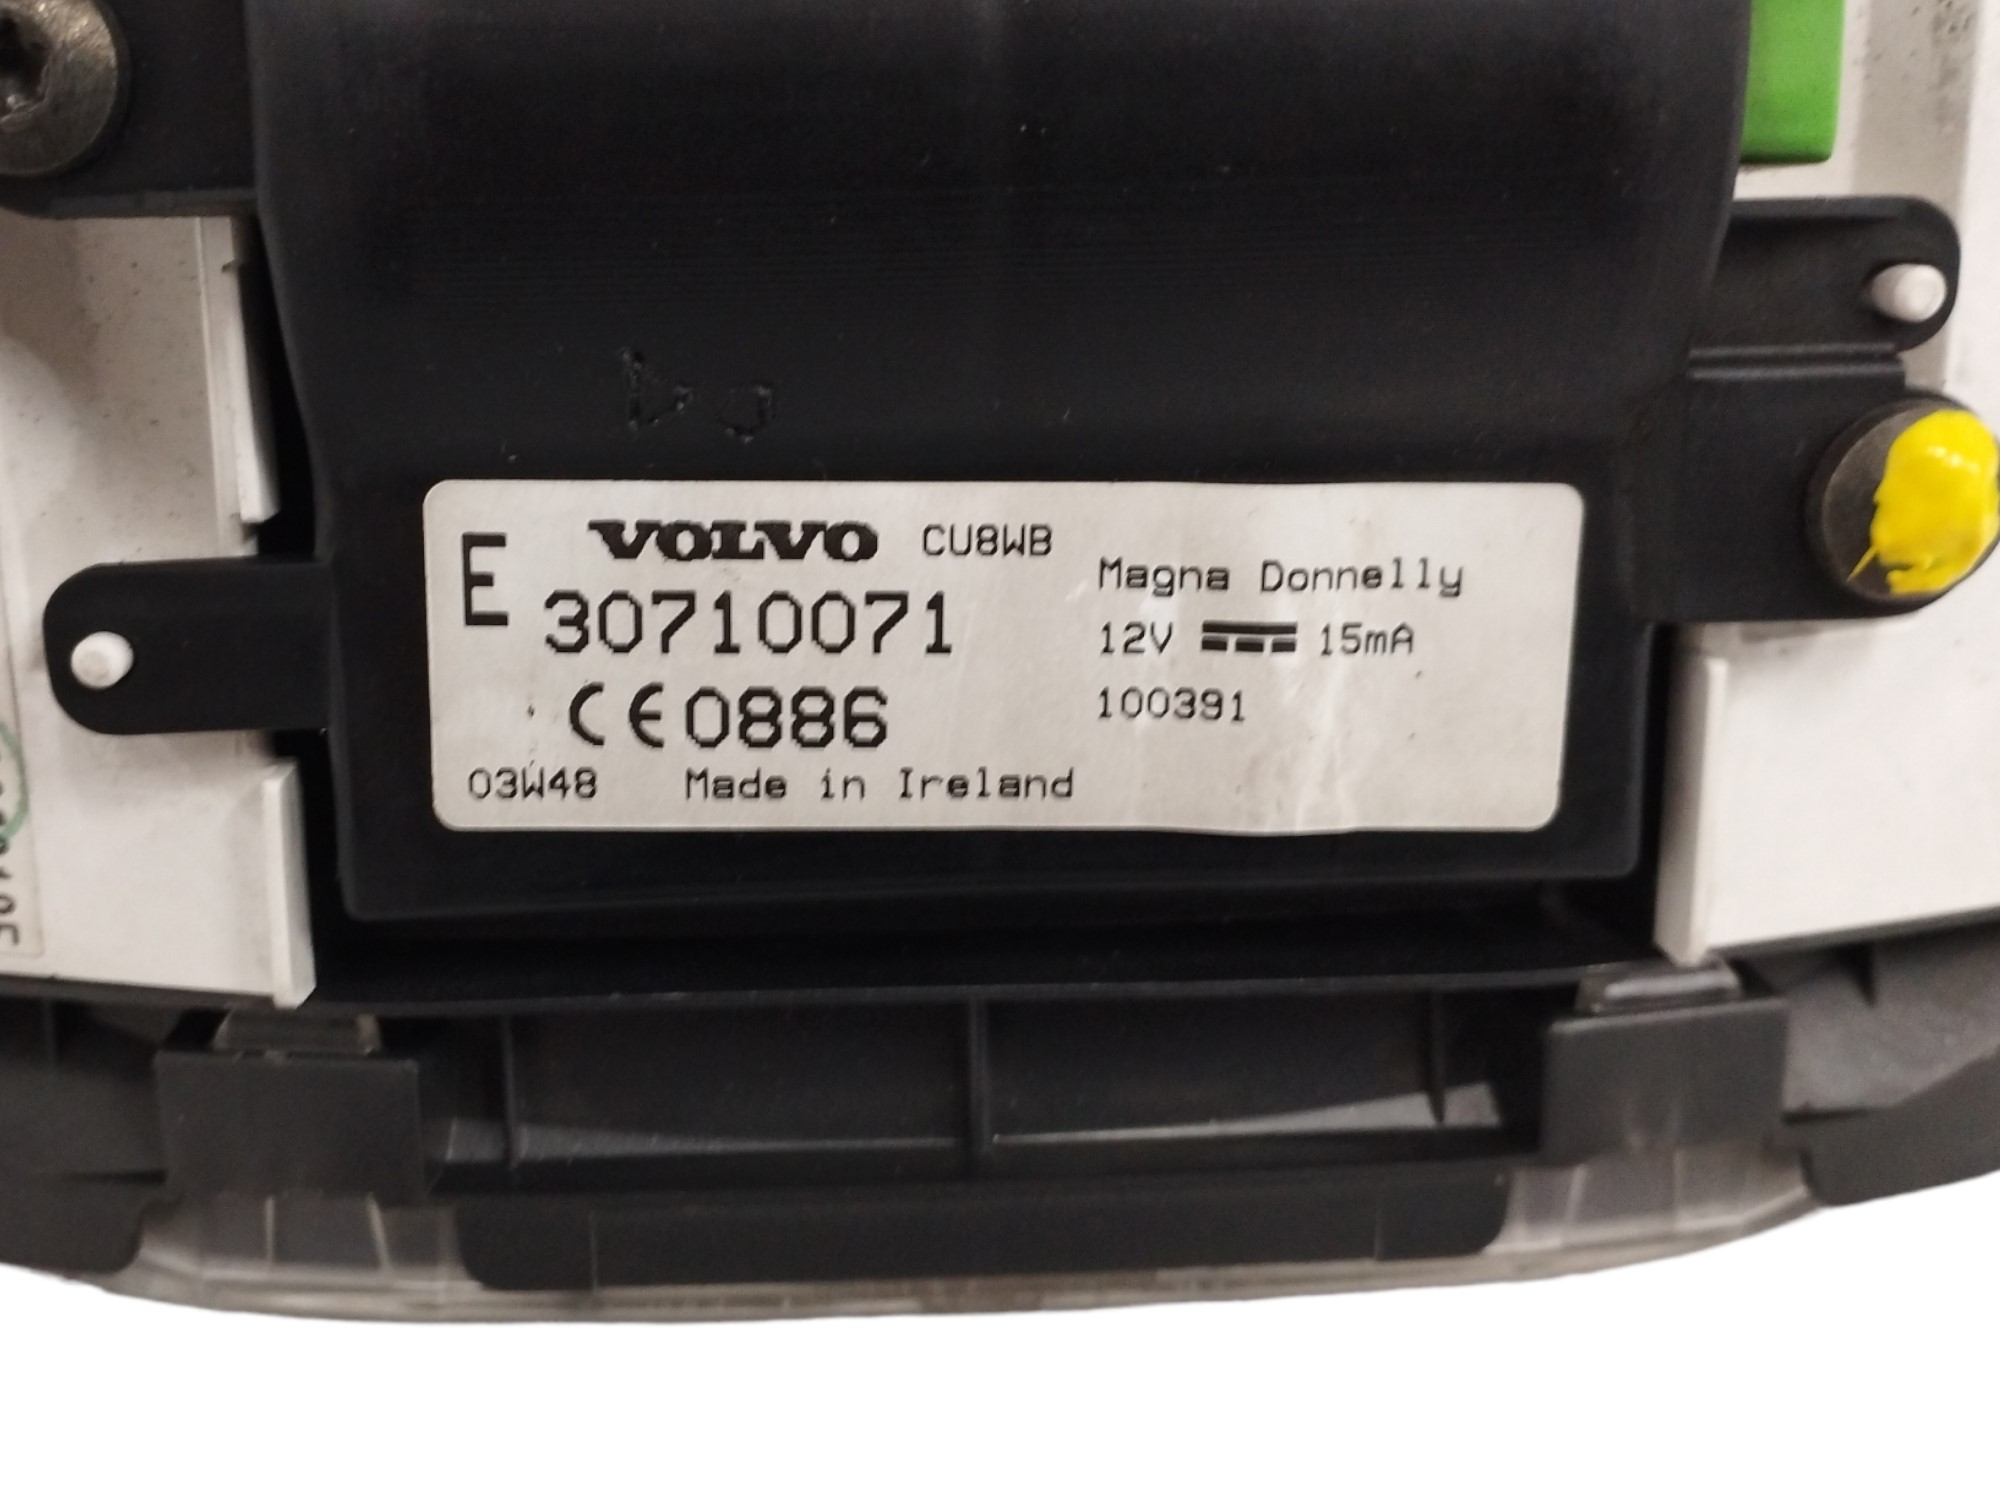 E VOLVO CU8WB
30710071
CE0886
03W48 Made in Ireland
Magna Donnelly
12V 15mA
100391